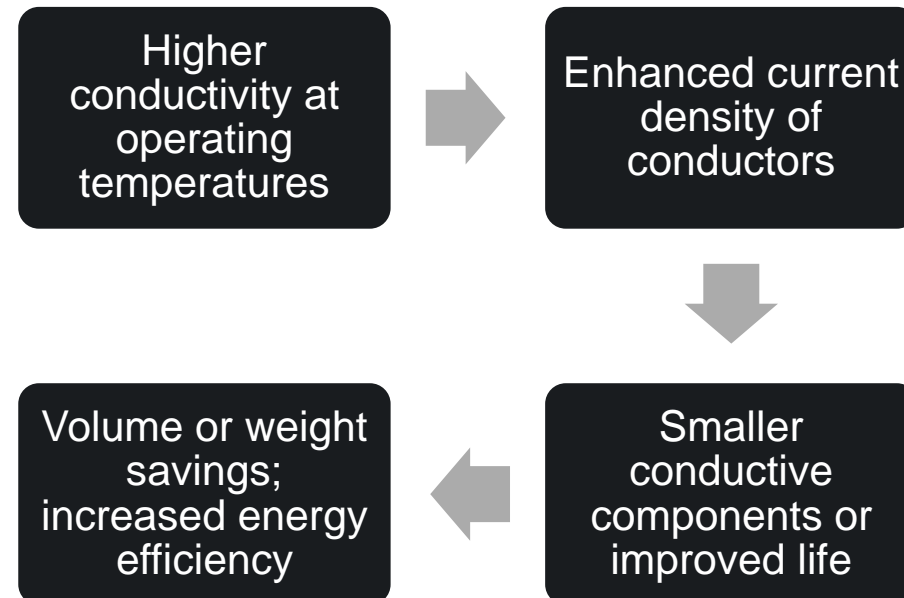 Higher
conductivity at
operating
temperatures
Enhanced current
density of
conductors
Smaller
conductive
components or
improved life
Volume or weight
savings;
increased energy
efficiency